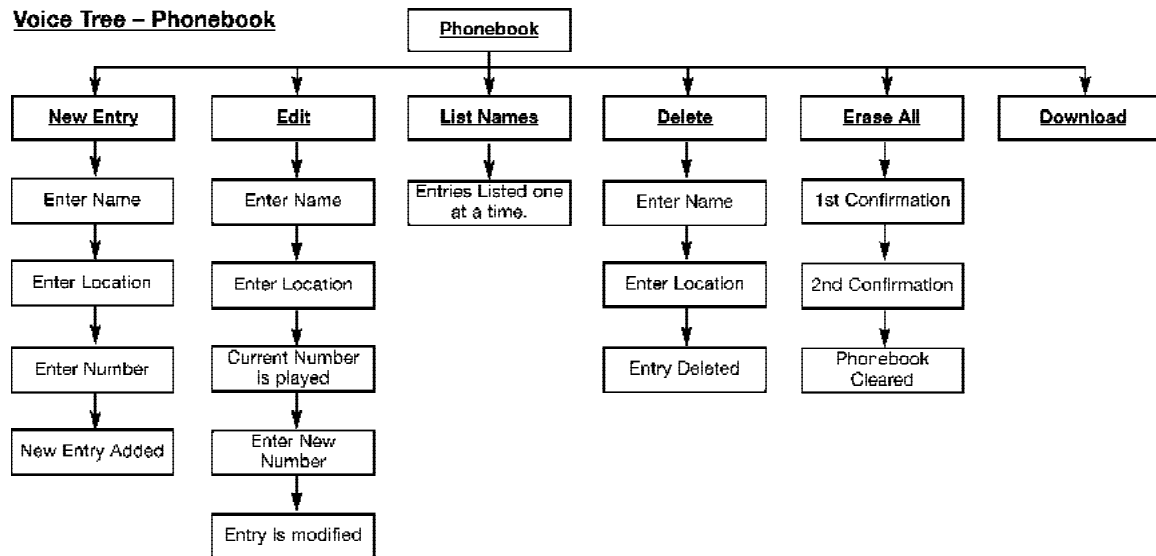 Voice Tree – Phonebook
Phonebook
New Entry
Edit
List Names
Delete
Erase All
Download
Enter Name
Enter Name
Entries Listed one
at a time.
Enter Name
1st Confirmation
Enter Location
Enter Location
Enter Location
2nd Confirmation
Enter Number
Current Number
is played
Entry Deleted
Phonebook
Cleared
New Entry Added
Enter New
Number
Entry Is modified